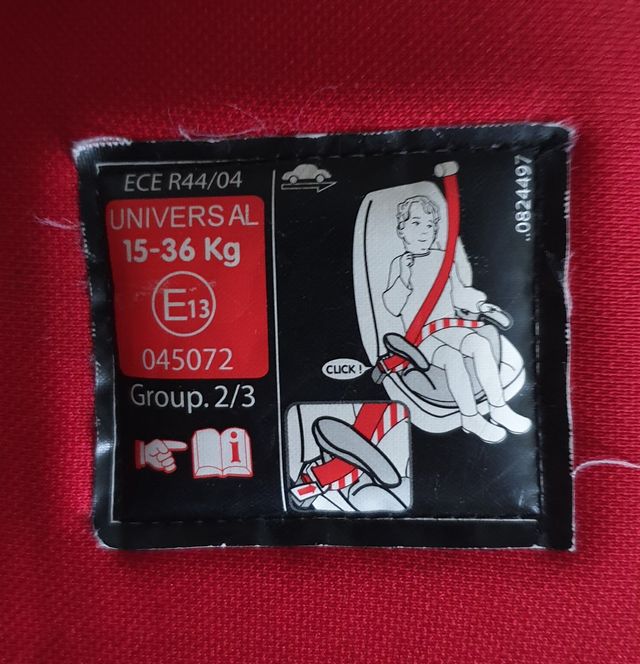 ECE R44/04
UNIVERSAL
15-36 Kg
E13
045072
Group. 2/3
i
CLICK !
.0824497